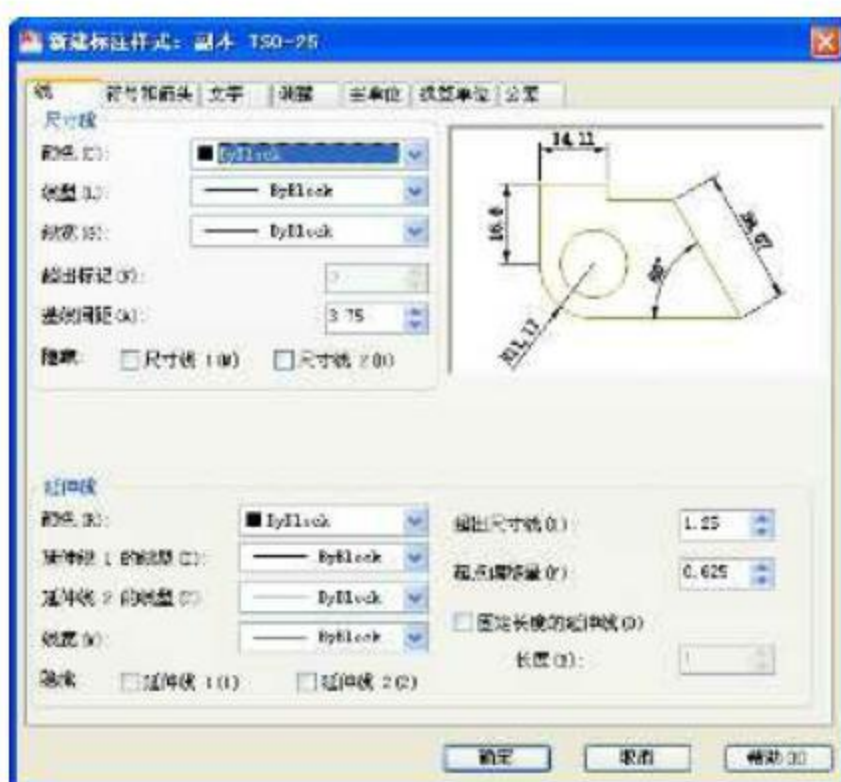 新建标注样式: 副本 ISO-25
线 符号和箭头 文字 调整 主单位 换算单位 公差
尺寸线
颜色(C): ByBlock
线型(L): ByBlock
线宽(G): ByBlock
超出标记(N): 0
基线间距(A): 3.75
隐藏: 尺寸线 1(M) 尺寸线 2(D)
14,11
16,6
60°
R11,17
延伸线
颜色(R): ByBlock
延伸线 1 的线型(I): ByBlock
延伸线 2 的线型(T): ByBlock
线宽(W): ByBlock
隐藏: 延伸线 1(1) 延伸线 2(2)
超出尺寸线(X): 1.25
起点偏移量(F): 0.625
固定长度的延伸线(O)
长度(E): 1
确定 取消 帮助(H)